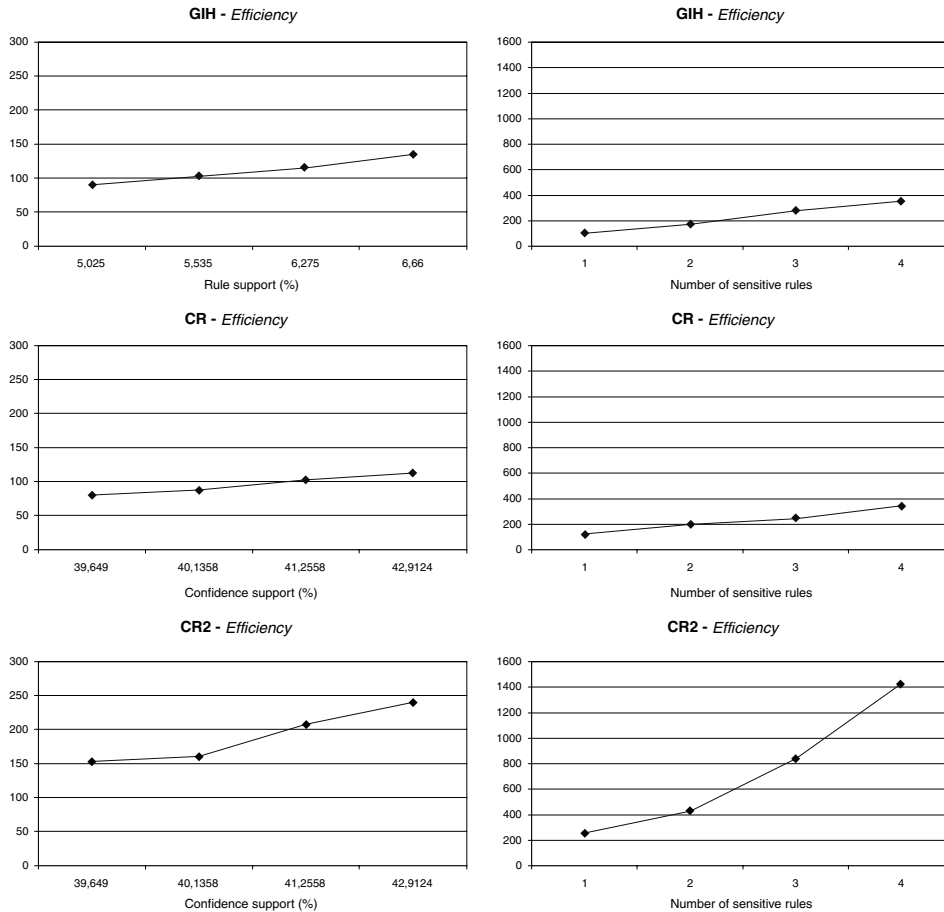 GIH - Efficiency
300
250
200
150
100
50
0
5,025 5,535 6,275 6,66
Rule support (%)
GIH - Efficiency
1600
1400
1200
1000
800
600
400
200
0
1 2 3 4
Number of sensitive rules
CR - Efficiency
300
250
200
150
100
50
0
39,649 40,1358 41,2558 42,9124
Confidence support (%)
CR - Efficiency
1600
1400
1200
1000
800
600
400
200
0
1 2 3 4
Number of sensitive rules
CR2 - Efficiency
300
250
200
150
100
50
0
39,649 40,1358 41,2558 42,9124
Confidence support (%)
CR2 - Efficiency
1600
1400
1200
1000
800
600
400
200
0
1 2 3 4
Number of sensitive rules